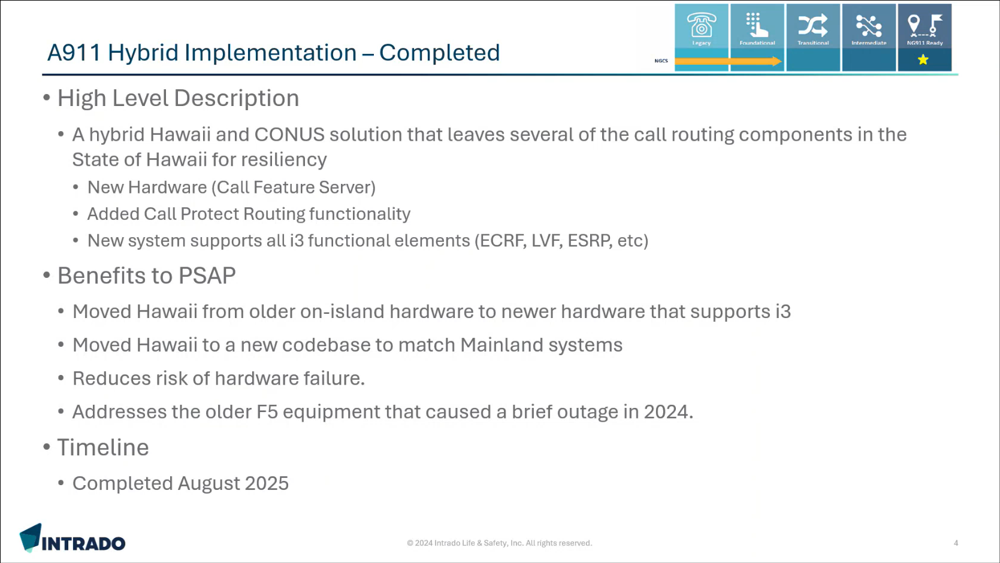 Legacy
Foundational
Transitional
Intermediate
NG911 Ready
A911 Hybrid Implementation – Completed
NGCS
• High Level Description
• A hybrid Hawaii and CONUS solution that leaves several of the call routing components in the
State of Hawaii for resiliency
• New Hardware (Call Feature Server)
• Added Call Protect Routing functionality
• New system supports all i3 functional elements (ECRF, LVF, ESRP, etc)
• Benefits to PSAP
• Moved Hawaii from older on-island hardware to newer hardware that supports i3
• Moved Hawaii to a new codebase to match Mainland systems
• Reduces risk of hardware failure.
• Addresses the older F5 equipment that caused a brief outage in 2024.
• Timeline
• Completed August 2025
INTRADO
© 2024 Intrado Life & Safety, Inc. All rights reserved.
4